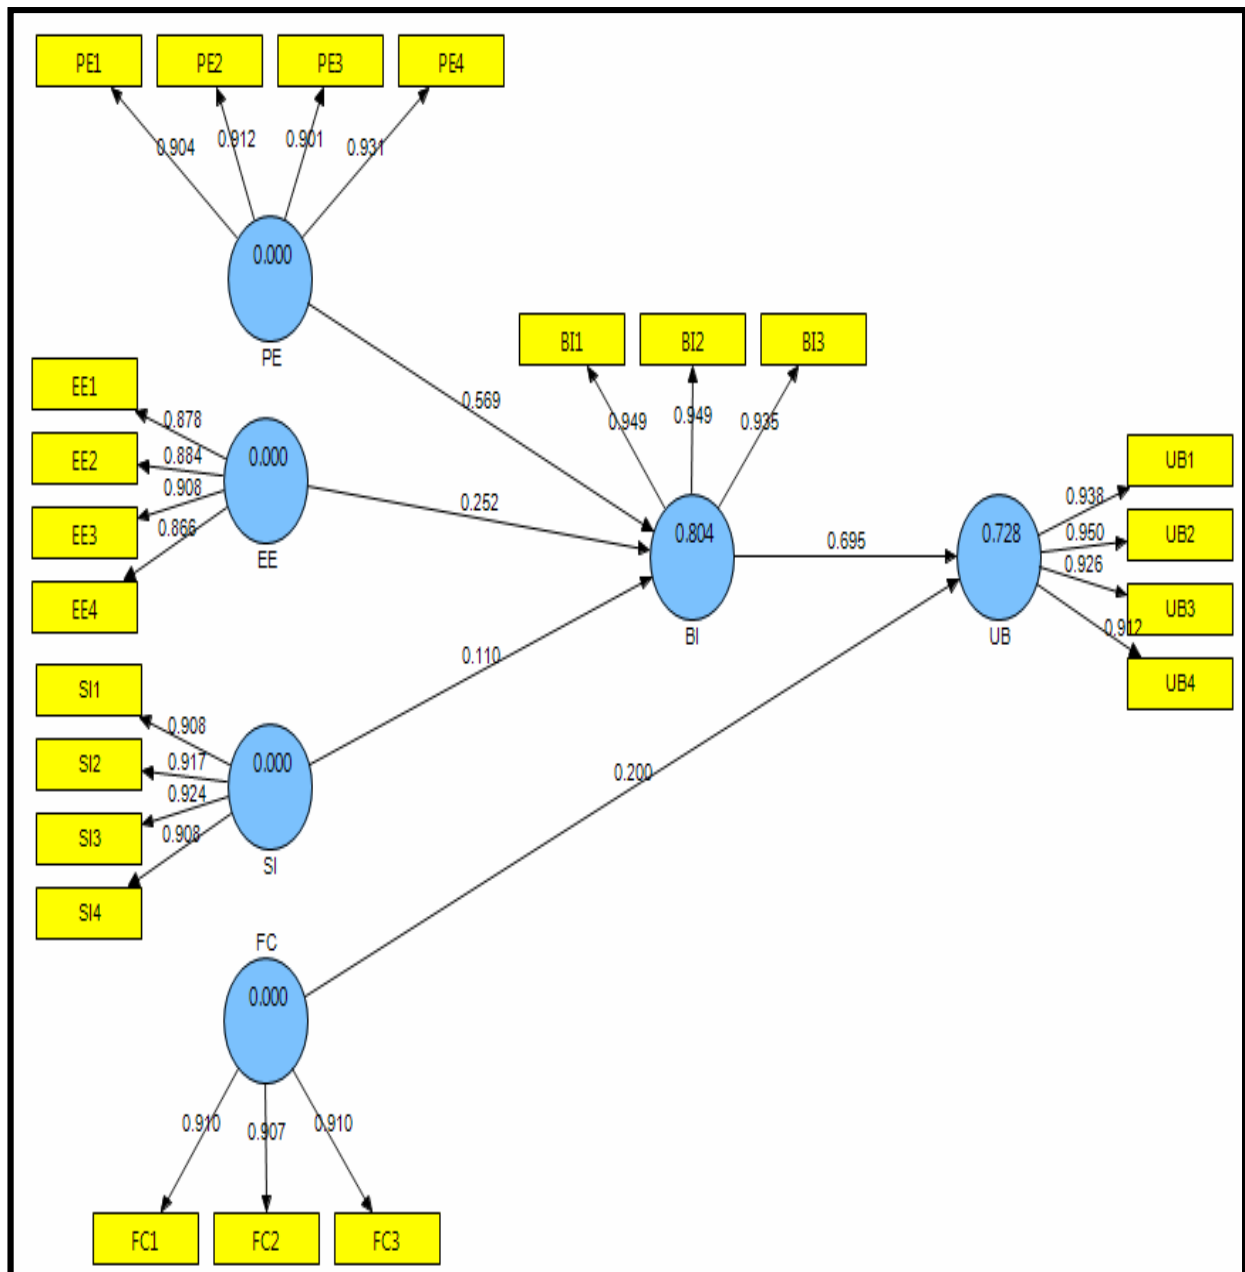 PE1 PE2 PE3 PE4
0.904 0.912 0.901 0.931
0.000
PE
EE1
EE2
EE3
EE4
0.878
0.884
0.908
0.866
0.000
EE
SI1
SI2
SI3
SI4
0.908
0.917
0.924
0.908
0.000
SI
FC
0.000
0.910 0.907 0.910
FC1 FC2 FC3
0.569
0.252
0.110
0.200
BI1 BI2 BI3
0.949 0.949 0.935
0.804
BI
0.695
0.728
UB
0.938
0.950
0.926
0.912
UB1
UB2
UB3
UB4